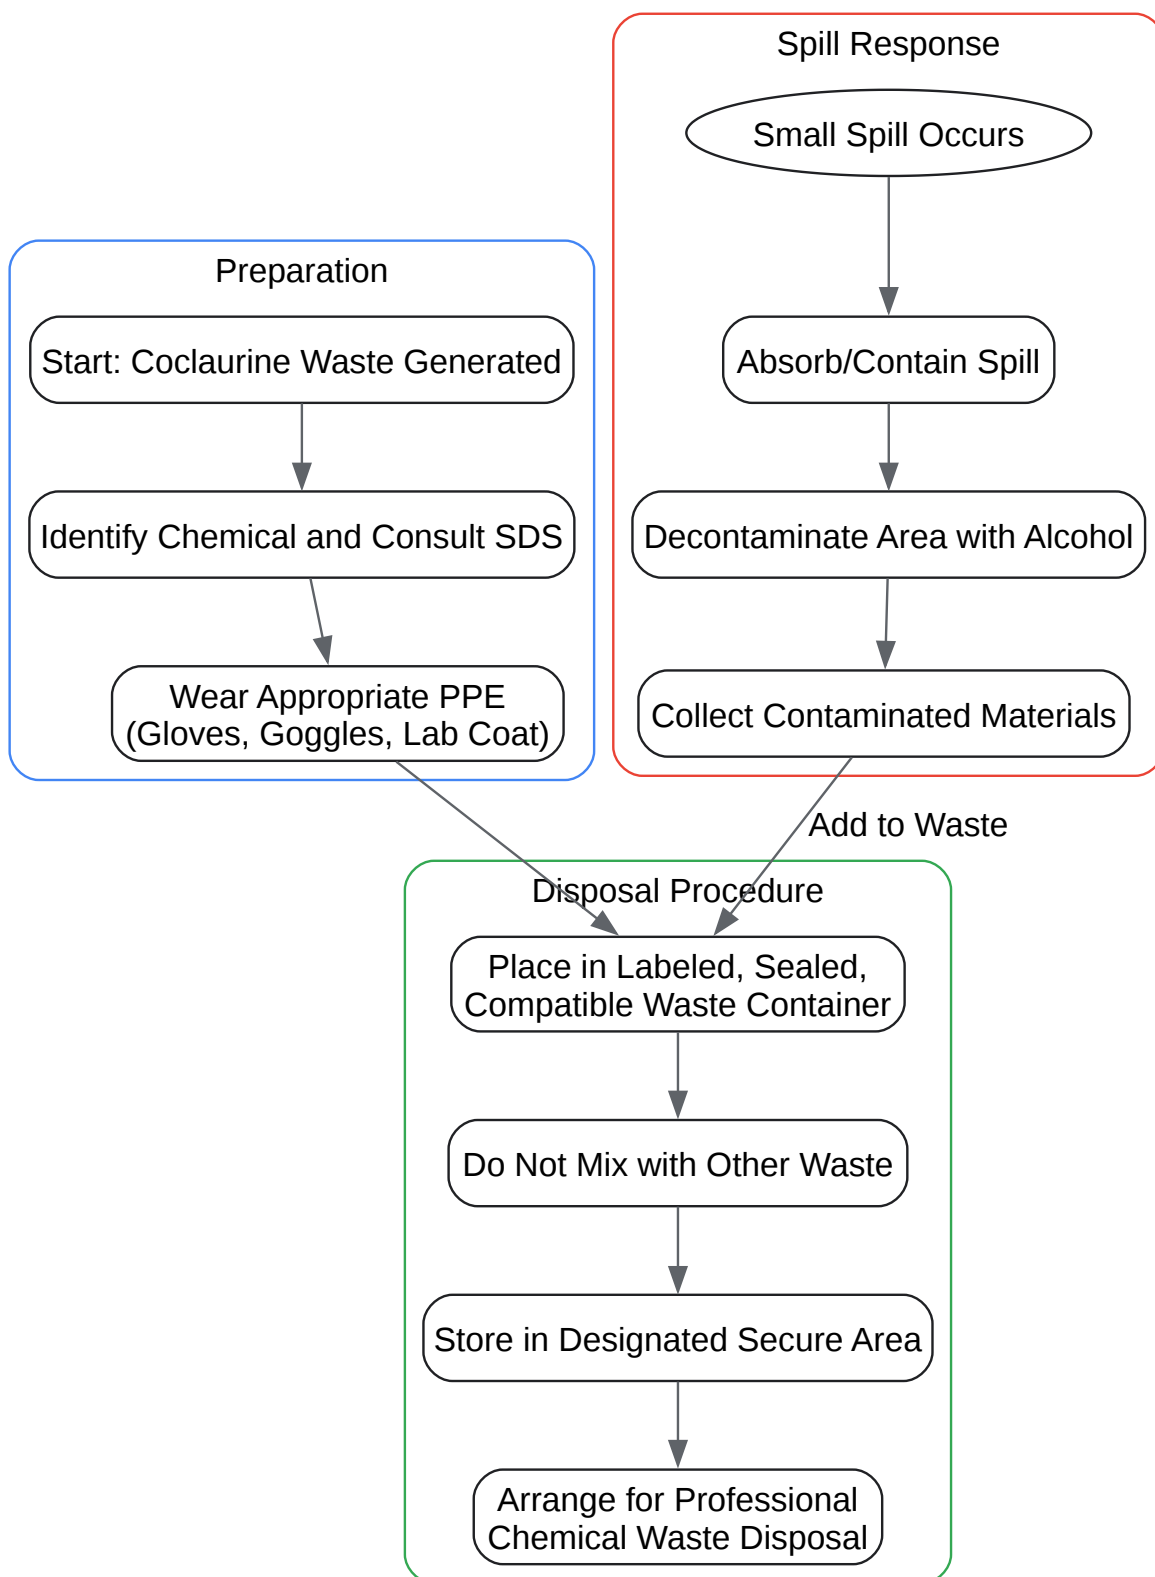 Spill Response
Small Spill Occurs
Absorb/Contain Spill
Decontaminate Area with Alcohol
Collect Contaminated Materials
Preparation
Start: Coclaurine Waste Generated
Identify Chemical and Consult SDS
Wear Appropriate PPE
(Gloves, Goggles, Lab Coat)
Add to Waste
Disposal Procedure
Place in Labeled, Sealed,
Compatible Waste Container
Do Not Mix with Other Waste
Store in Designated Secure Area
Arrange for Professional
Chemical Waste Disposal